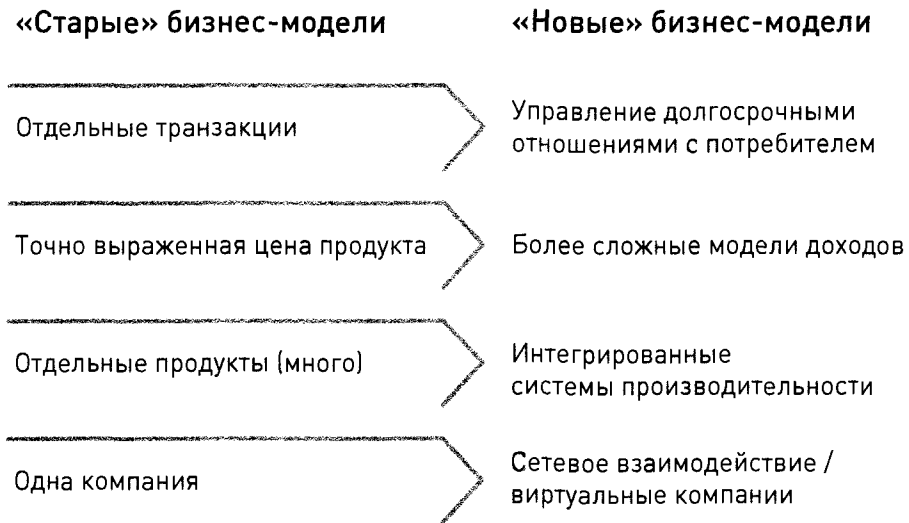 «Старые» бизнес-модели
«Новые» бизнес-модели
Отдельные транзакции
Управление долгосрочными
отношениями с потребителем
Точно выраженная цена продукта
Более сложные модели доходов
Отдельные продукты (много)
Интегрированные
системы производительности
Одна компания
Сетевое взаимодействие /
виртуальные компании